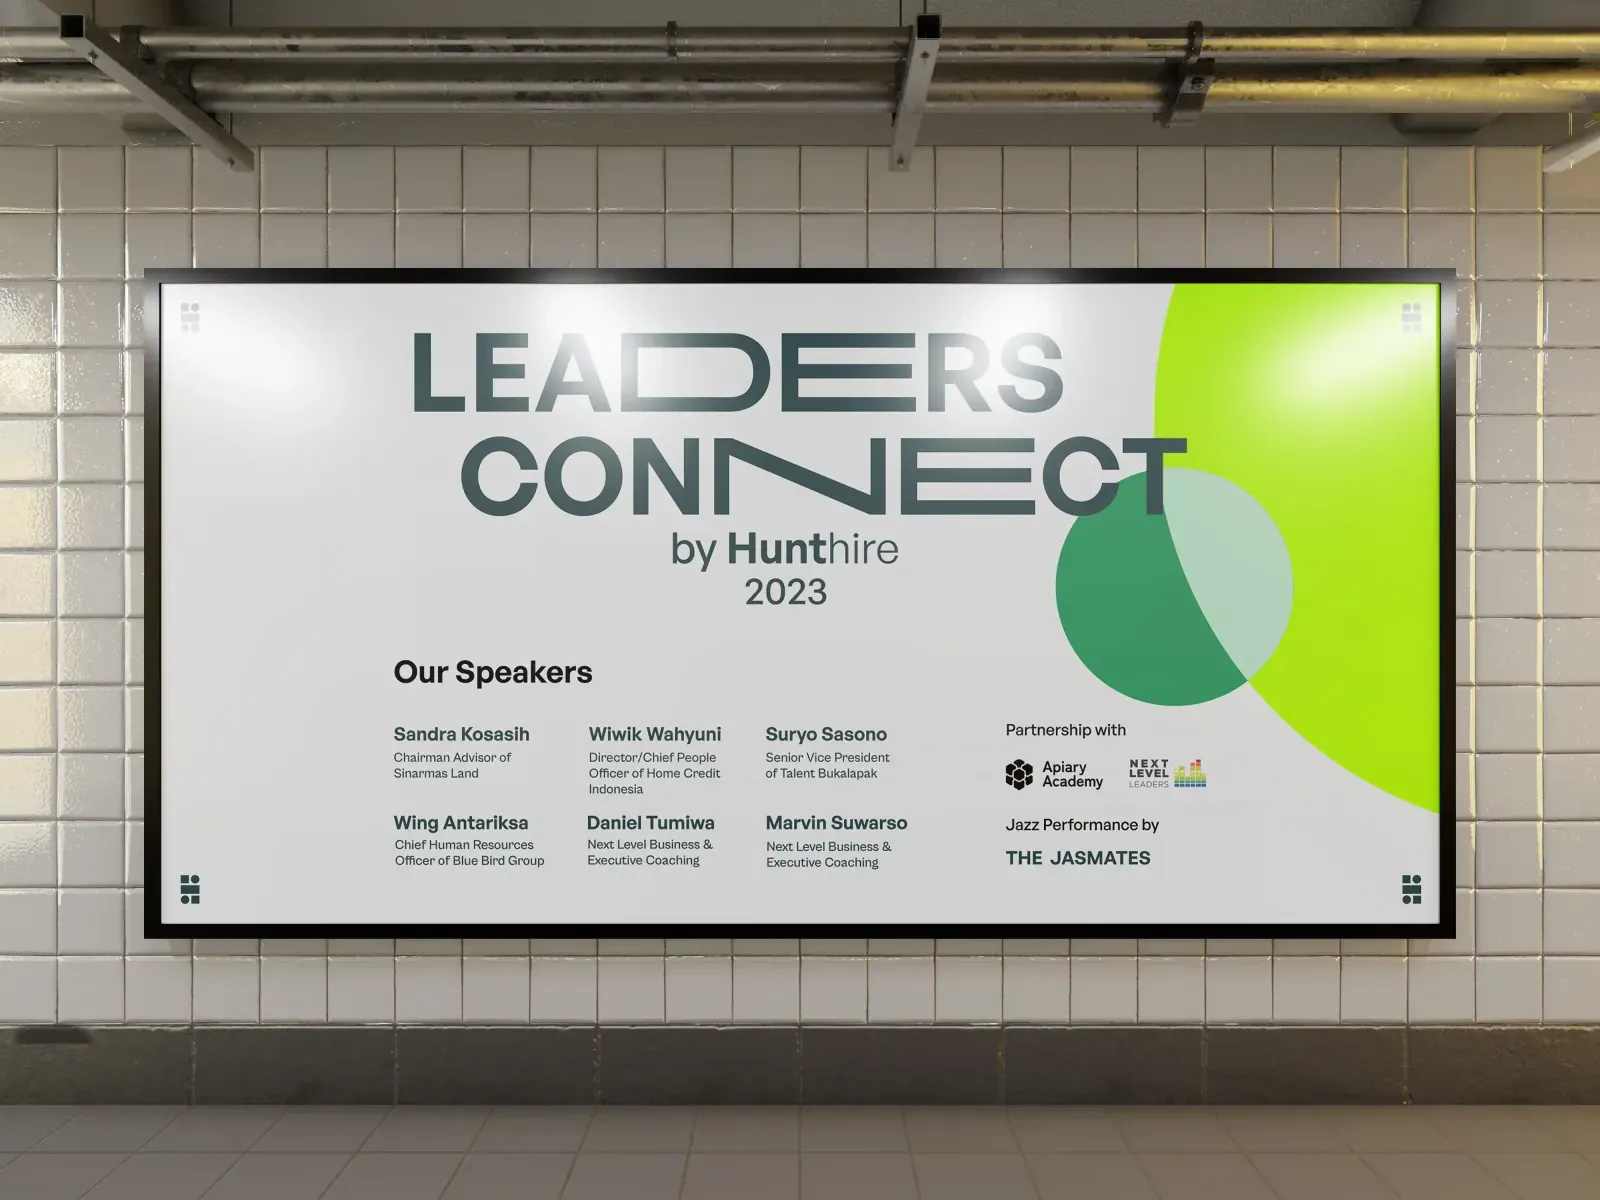 LEADERS
CONNECT
by Hunthire
2023
Our Speakers
Sandra Kosasih
Chairman Advisor of
Sinarmas Land
Wiwik Wahyuni
Director/Chief People
Officer of Home Credit
Indonesia
Suryo Sasono
Senior Vice President
of Talent Bukalapak
Wing Antariksa
Chief Human Resources
Officer of Blue Bird Group
Daniel Tumiwa
Next Level Business &
Executive Coaching
Marvin Suwarso
Next Level Business &
Executive Coaching
Partnership with
Apiary
Academy
NEXT
LEVEL
LEADERS
Jazz Performance by
THE JASMATES